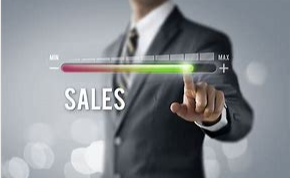 MIN
MAX
- +
SALES